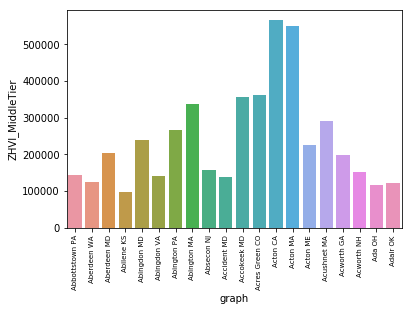 500000
400000
300000
200000
100000
0
ZHVI_MiddleTier
Abbottstown PA
Aberdeen WA
Aberdeen MD
Abilene KS
Abingdon MD
Abingdon VA
Abington PA
Abington MA
Absecon NJ
Accident MD
Accokeek MD
Acres Green CO
Acton CA
Acton MA
Acton ME
Acushnet MA
Acworth GA
Acworth NH
Ada OH
Adair OK
graph